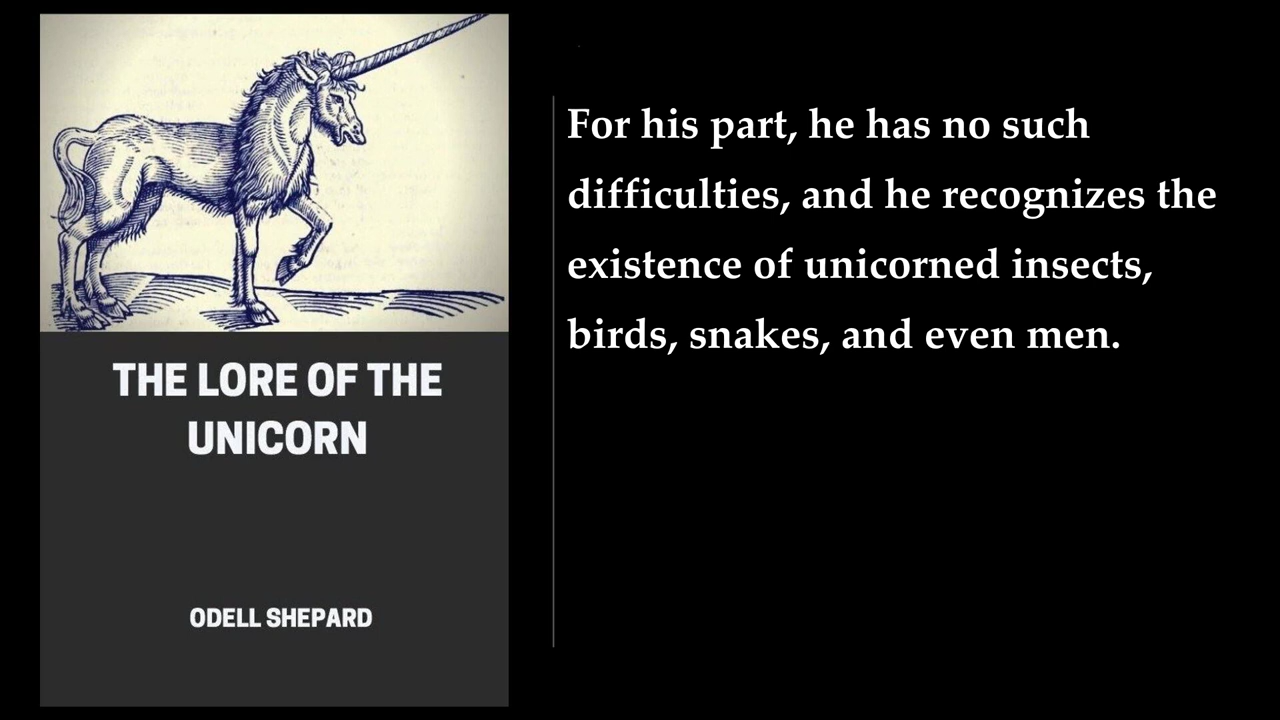 THE LORE OF THE
UNICORN
ODELL SHEPARD
For his part, he has no such
difficulties, and he recognizes the
existence of unicorned insects,
birds, snakes, and even men.